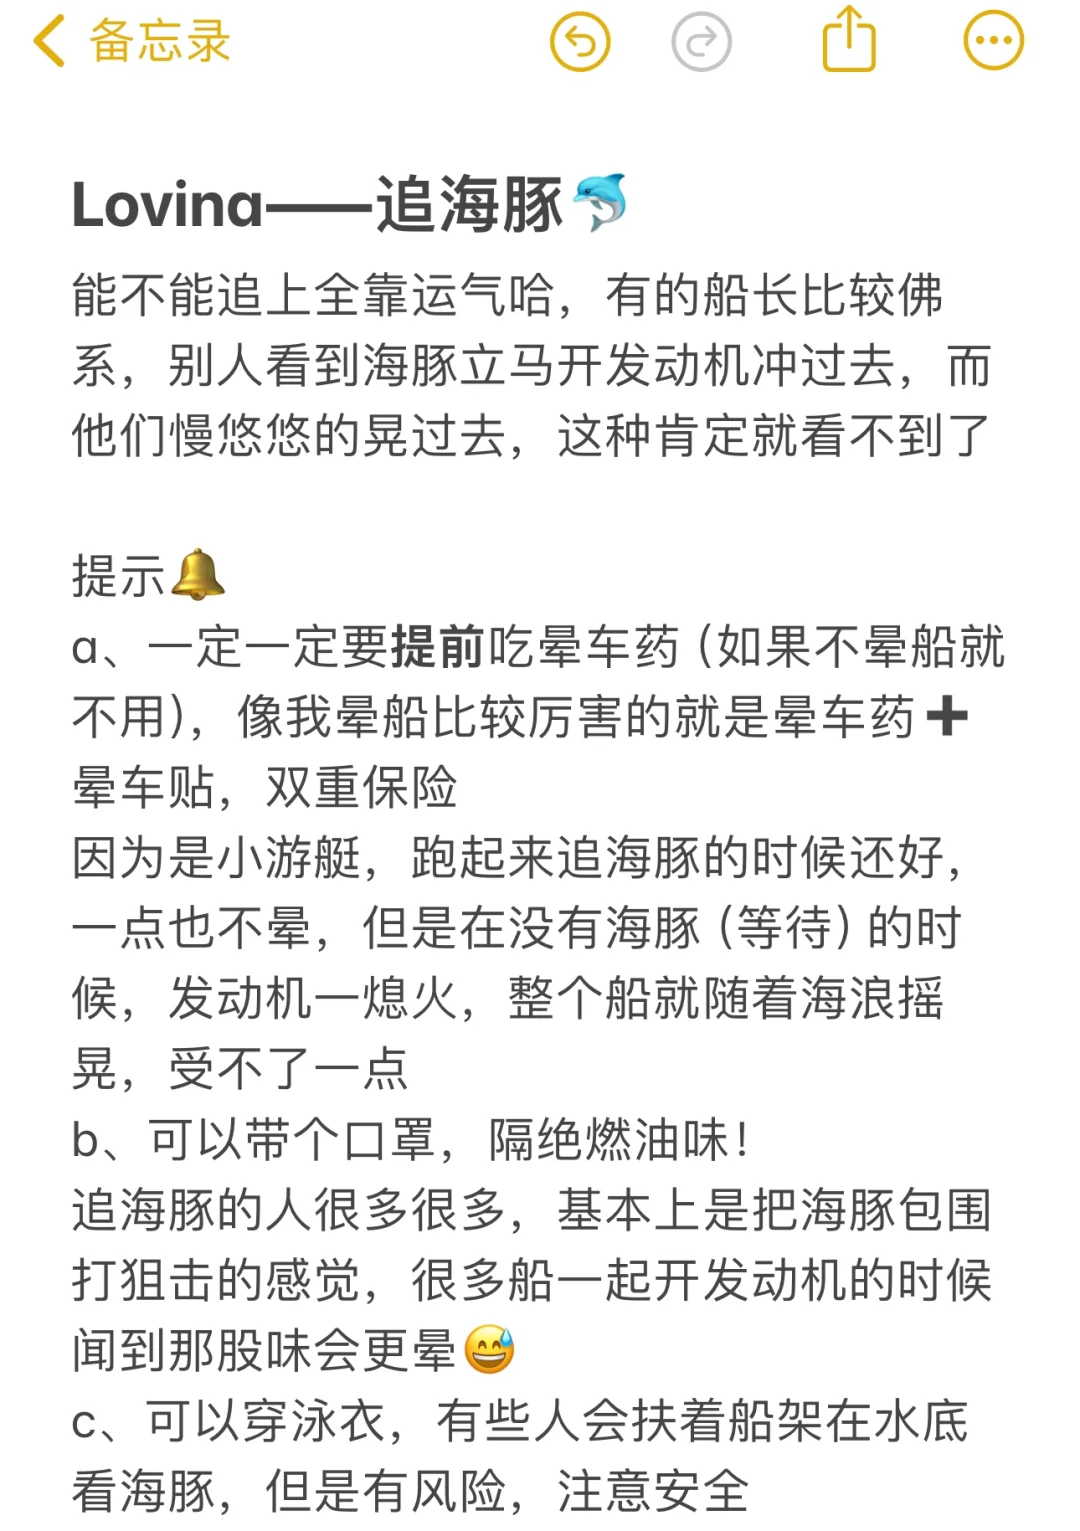 备忘录
Lovina——追海豚🐬
能不能追上全靠运气哈，有的船长比较佛
系，别人看到海豚立马开发动机冲过去，而
他们慢悠悠的晃过去，这种肯定就看不到了
提示🔔
a、一定一定要提前吃晕车药（如果不晕船就
不用），像我晕船比较厉害的就是晕车药➕
晕车贴，双重保险
因为是小游艇，跑起来追海豚的时候还好，
一点也不晕，但是在没有海豚（等待）的时
候，发动机一熄火，整个船就随着海浪摇
晃，受不了一点
b、可以带个口罩，隔绝燃油味！
追海豚的人很多很多，基本上是把海豚包围
打狙击的感觉，很多船一起开发动机的时候
闻到那股味会更晕😅
c、可以穿泳衣，有些人会扶着船架在水底
看海豚，但是有风险，注意安全